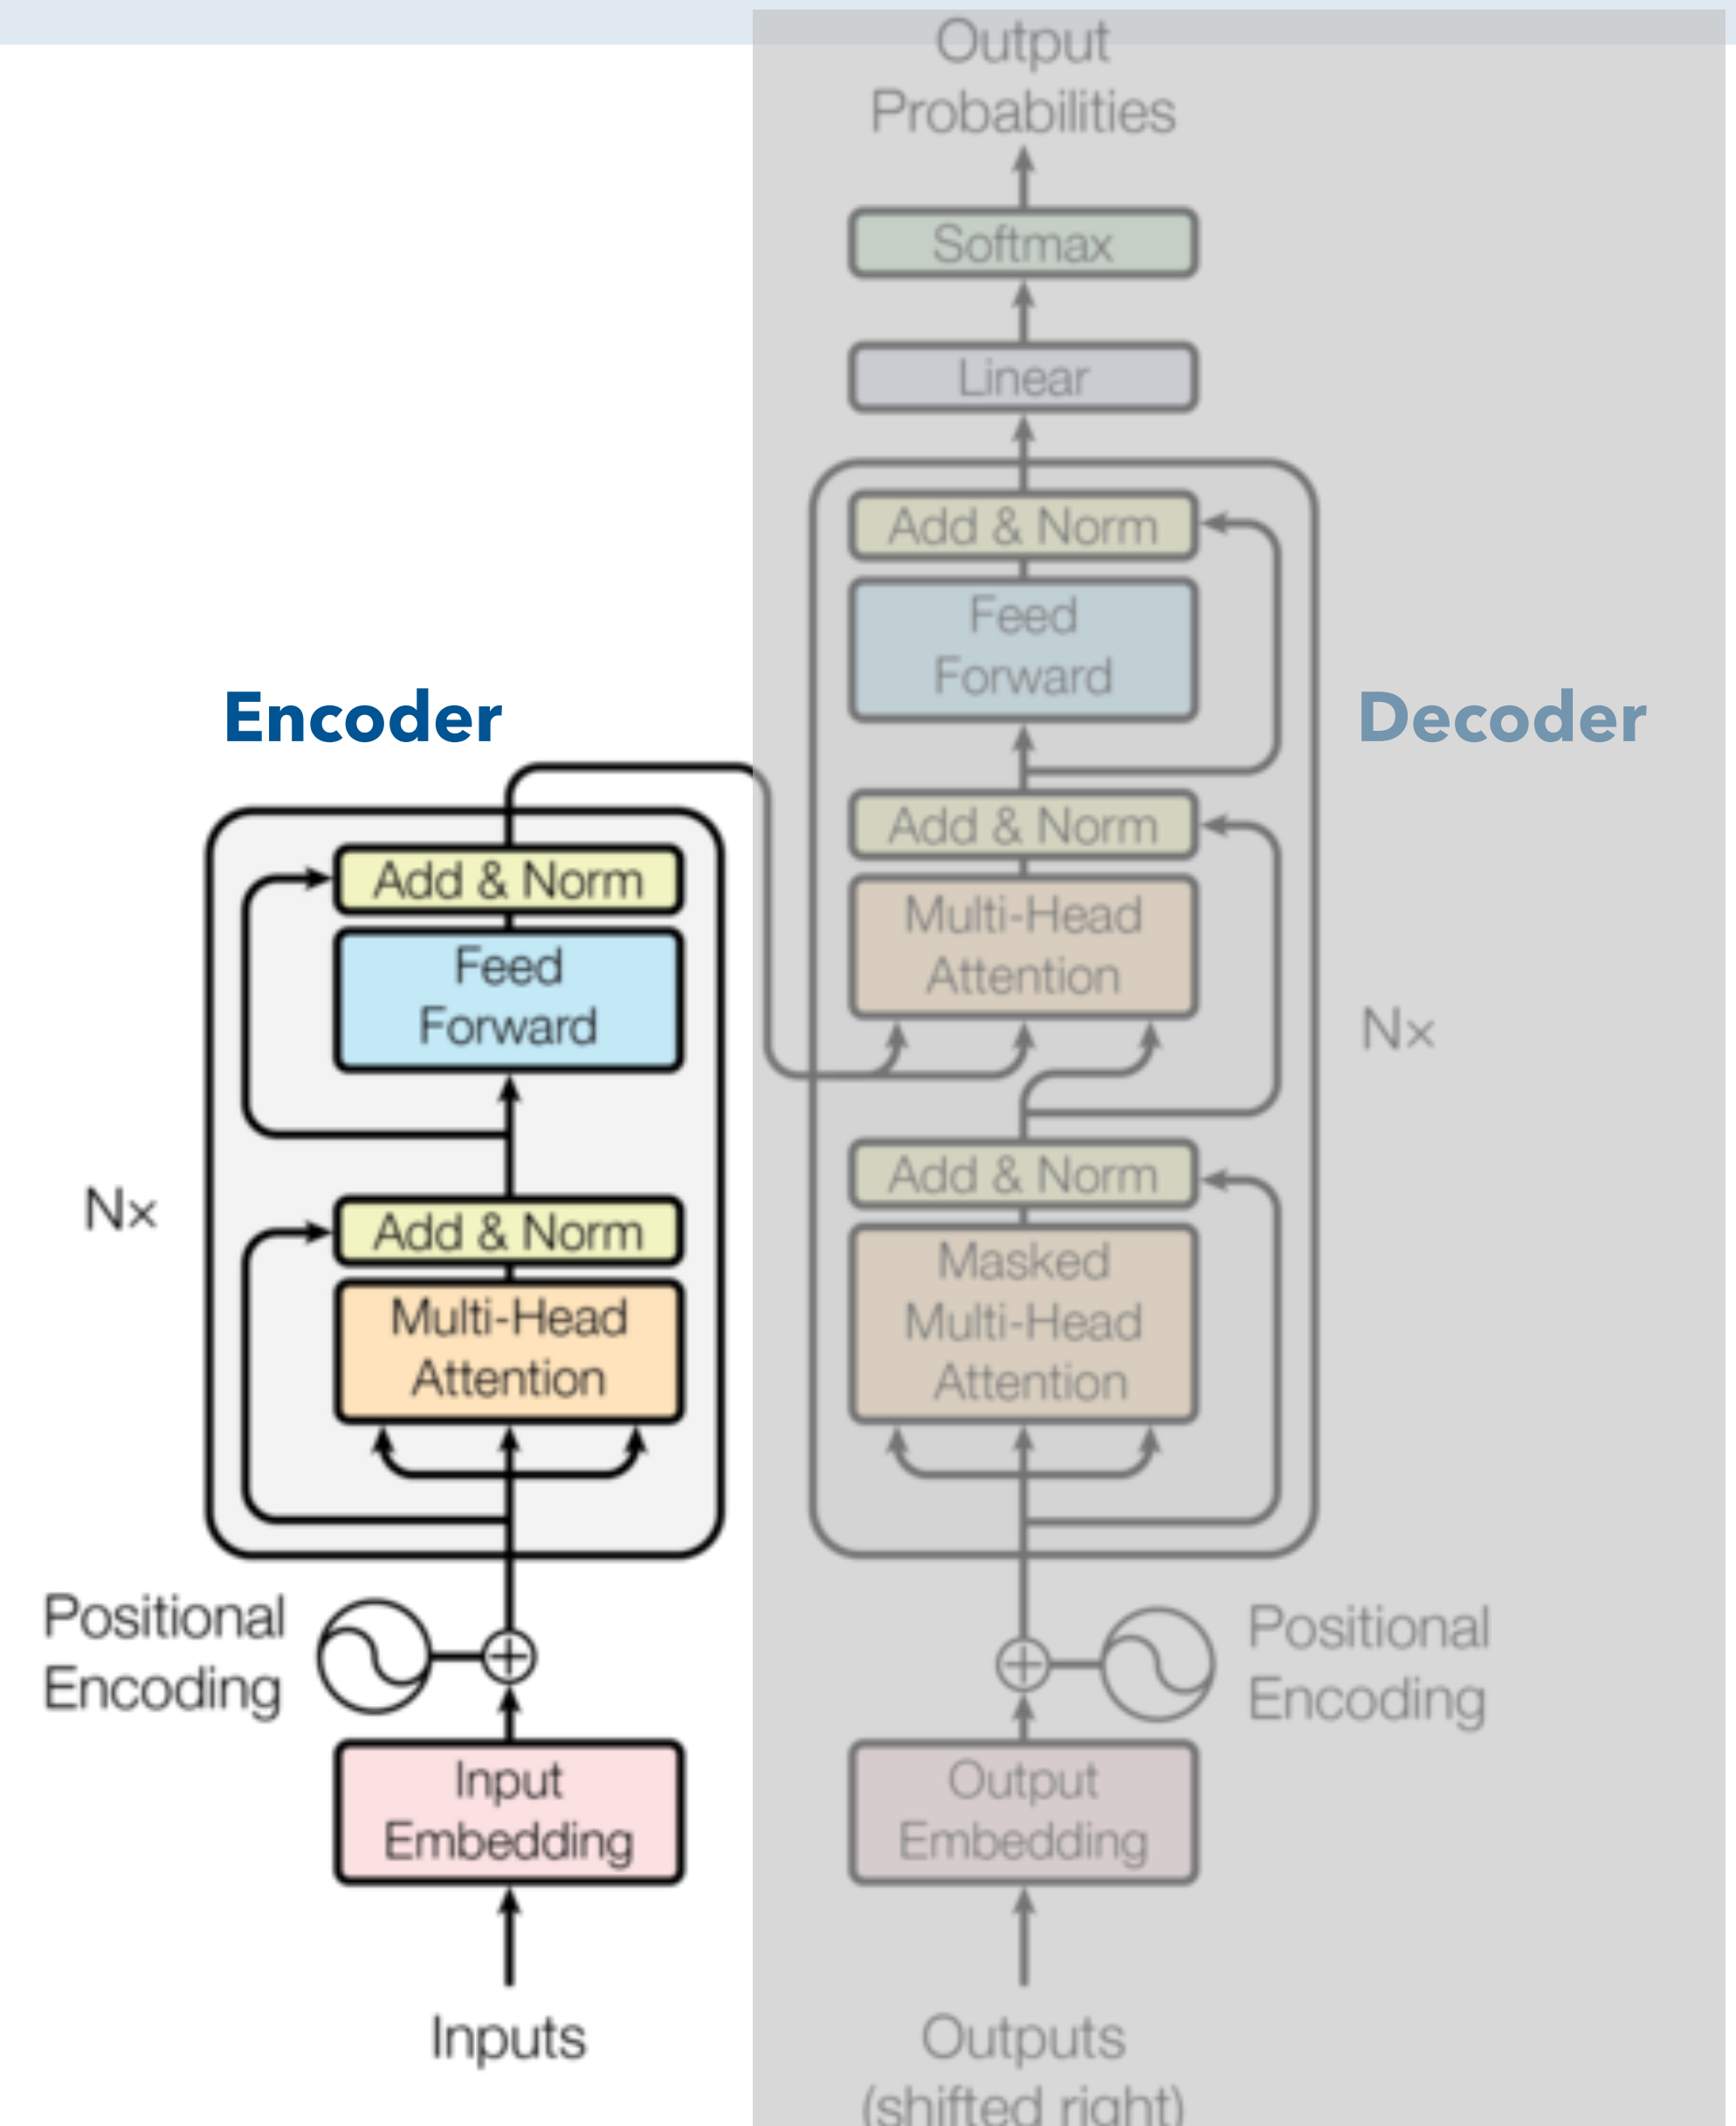 Output
Probabilities
Softmax
Linear
Add & Norm
Feed
Forward
Encoder
Decoder
Add & Norm
Add & Norm
Multi-Head
Attention
Feed
Forward
N×
Add & Norm
N×
Add & Norm
Masked
Multi-Head
Attention
Multi-Head
Attention
Positional
Encoding
Positional
Encoding
Input
Embedding
Output
Embedding
Inputs
Outputs
(shifted right)